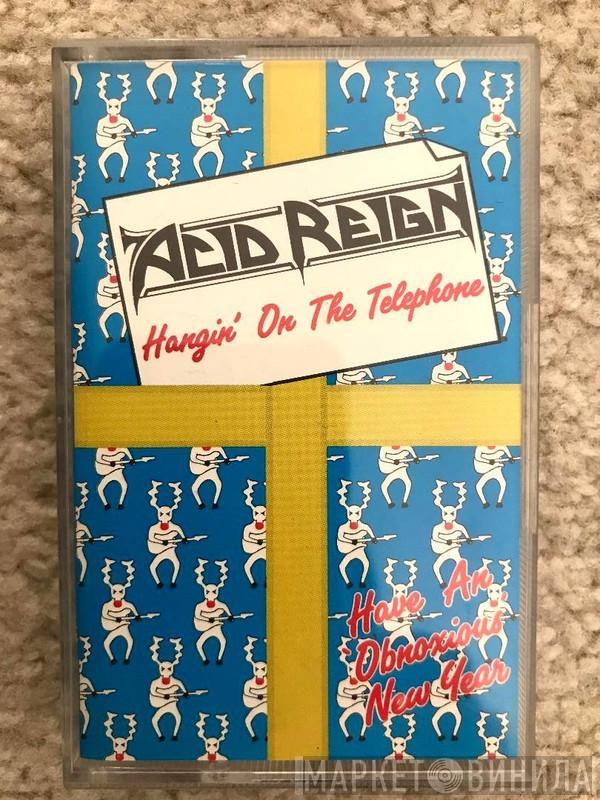 ACID REIGN
Hangin' On The Telephone
Have An
'Obnoxious'
New Year
МАРКЕТ ВИНИЛА